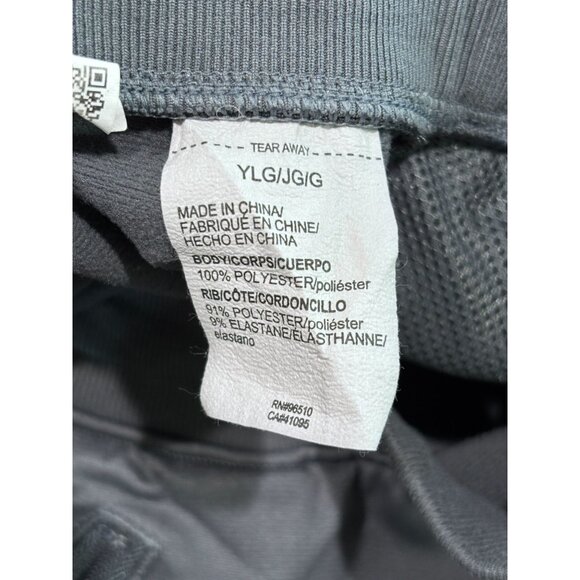 TEAR AWAY
YLG/JG/G
MADE IN CHINA/
FABRIQUÉ EN CHINE/
HECHO EN CHINA
BODY/CORPS/CUERPO
100% POLYESTER/poliéster
RIB/CÔTE/CORDONCILLO
91% POLYESTER/poliéster
9% ELASTANE/ÉLASTHANNE/
elastano
RN#96510
CA#41095